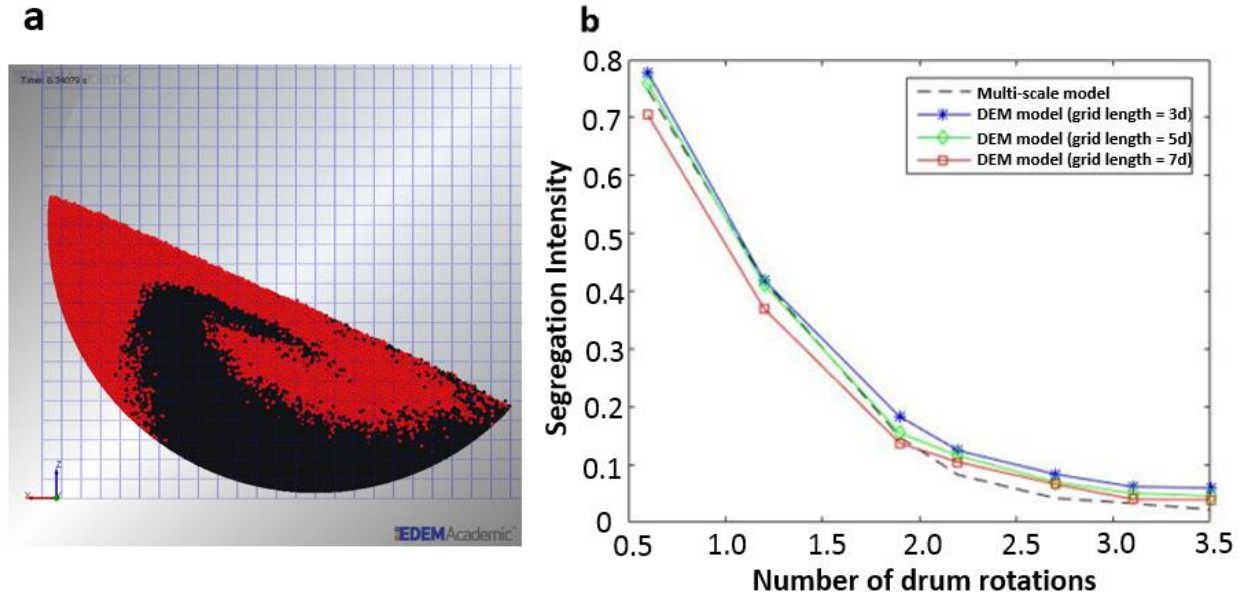 a
Time: 6.34079 s
Z
X
EDEMAcademic
b
Segregation Intensity
0.8
0.7
0.6
0.5
0.4
0.3
0.2
0.1
0
Multi-scale model
DEM model (grid length = 3d)
DEM model (grid length = 5d)
DEM model (grid length = 7d)
0.5 1.0 1.5 2.0 2.5 3.0 3.5
Number of drum rotations